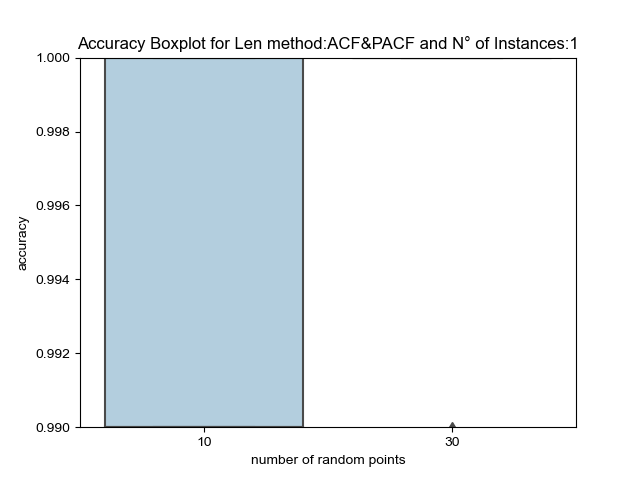 Accuracy Boxplot for Len method:ACF&PACF and N° of Instances:1
1.000
0.998
0.996
0.994
0.992
0.990
accuracy
10 30
number of random points